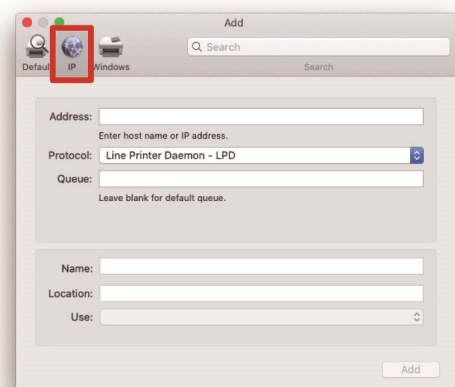 Add
Search
Default IP Windows Search
Address:
Enter host name or IP address.
Protocol: Line Printer Daemon - LPD
Queue:
Leave blank for default queue.
Name:
Location:
Use:
Add